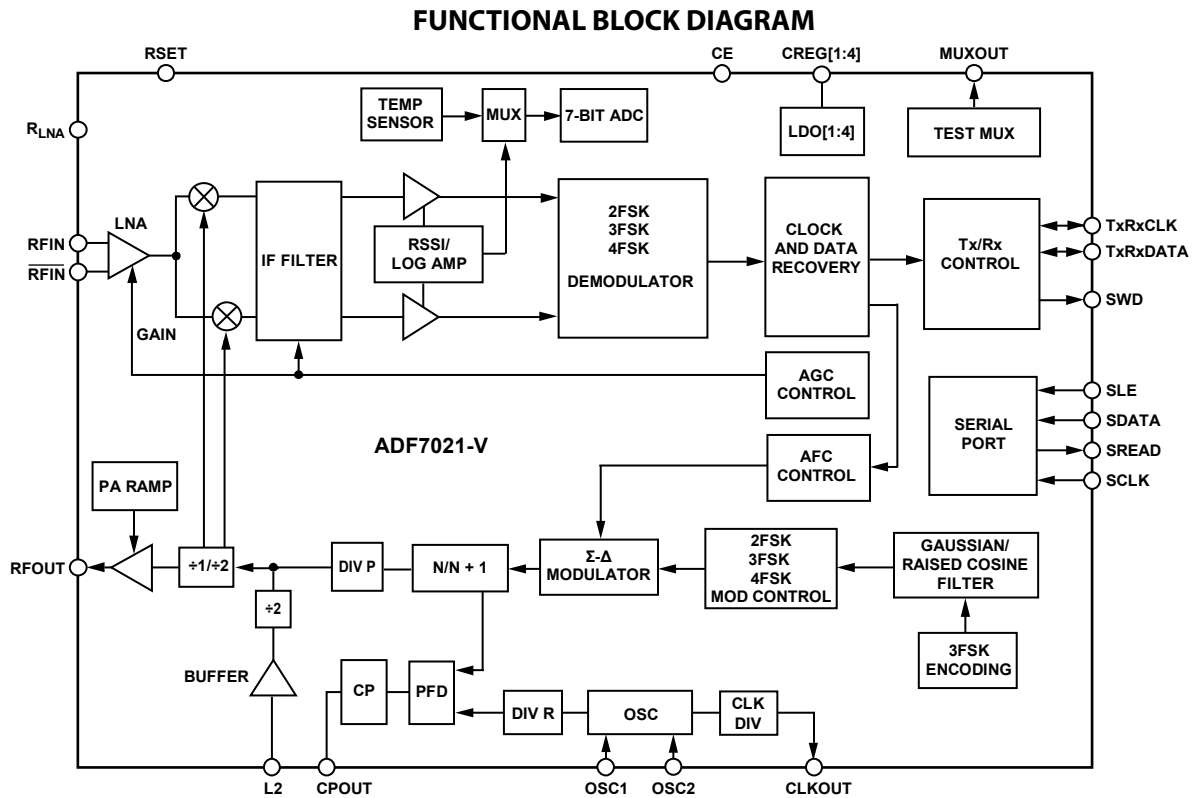 FUNCTIONAL BLOCK DIAGRAM
RSET
CE
CREG[1:4]
MUXOUT
TEMP
SENSOR
MUX
7-BIT ADC
LDO[1:4]
TEST MUX
RLNA
LNA
RFIN
RFIN
GAIN
IF FILTER
RSSI/
LOG AMP
2FSK
3FSK
4FSK
DEMODULATOR
CLOCK
AND DATA
RECOVERY
Tx/Rx
CONTROL
TxRxCLK
TxRxDATA
SWD
AGC
CONTROL
SERIAL
PORT
SLE
SDATA
SREAD
SCLK
ADF7021-V
AFC
CONTROL
PA RAMP
RFOUT
÷1/÷2
DIV P
N/N + 1
Σ-Δ
MODULATOR
2FSK
3FSK
4FSK
MOD CONTROL
GAUSSIAN/
RAISED COSINE
FILTER
÷2
3FSK
ENCODING
BUFFER
CP
PFD
DIV R
OSC
CLK
DIV
L2
CPOUT
OSC1
OSC2
CLKOUT